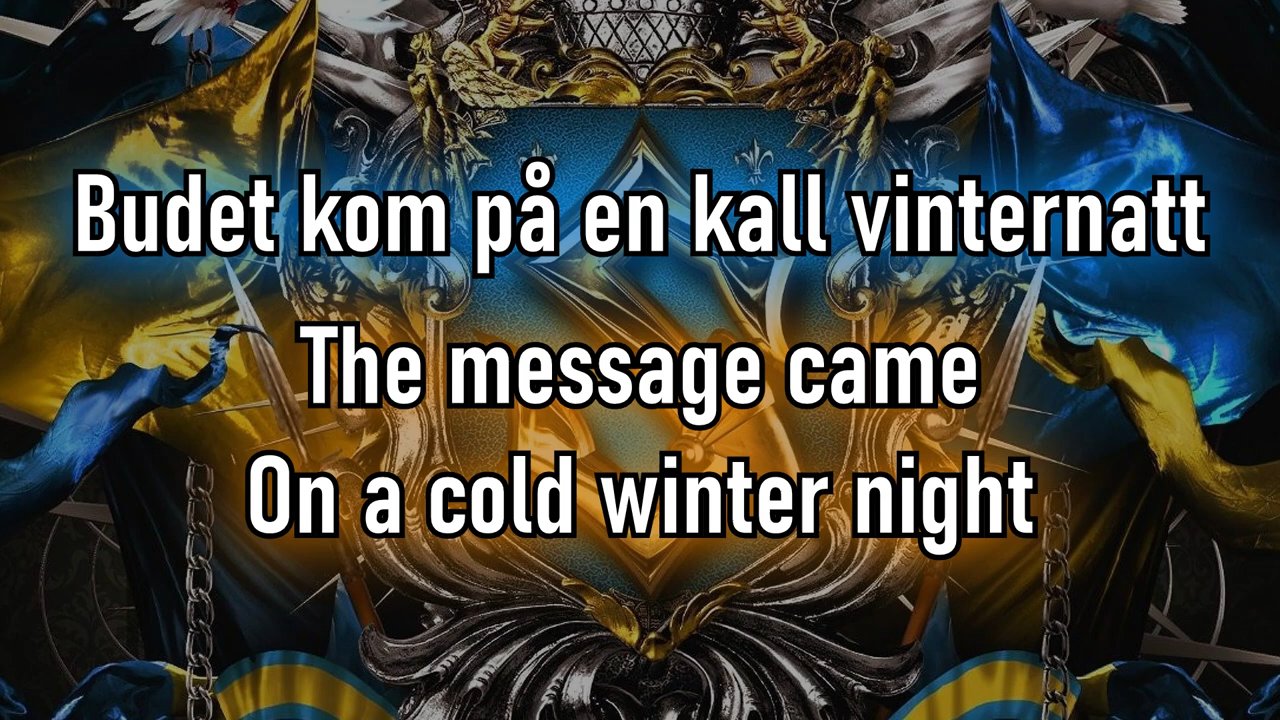 Budet kom på en kall vinternatt
The message came
On a cold winter night